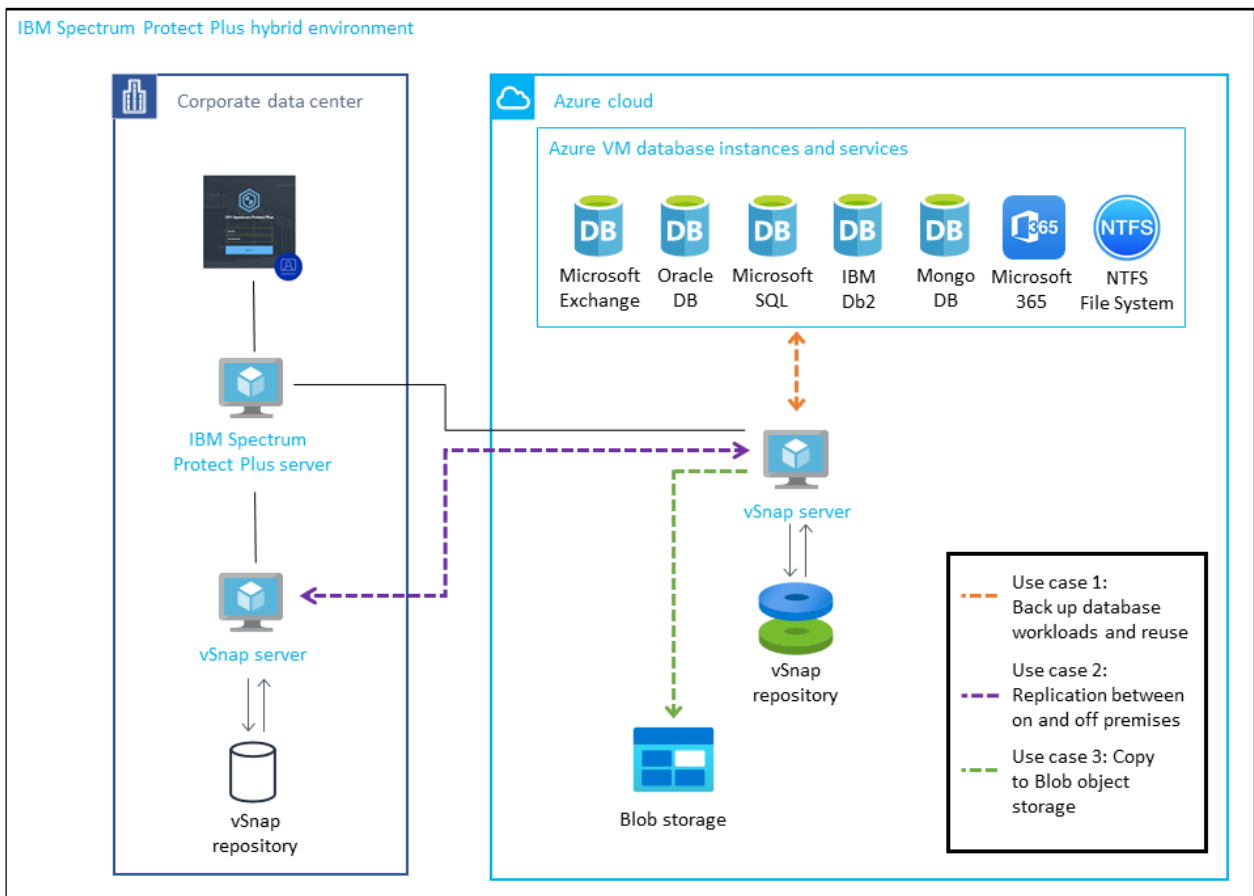 IBM Spectrum Protect Plus hybrid environment
Corporate data center
IBM Spectrum
Protect Plus server
vSnap server
vSnap
repository
Azure cloud
Azure VM database instances and services
DB
DB
DB
DB
DB
365
NTFS
Microsoft
Exchange
Oracle
DB
Microsoft
SQL
IBM
Db2
Mongo
DB
Microsoft
365
NTFS
File System
vSnap server
vSnap
repository
Blob storage
Use case 1:
Back up database
workloads and reuse
Use case 2:
Replication between
on and off premises
Use case 3: Copy
to Blob object
storage